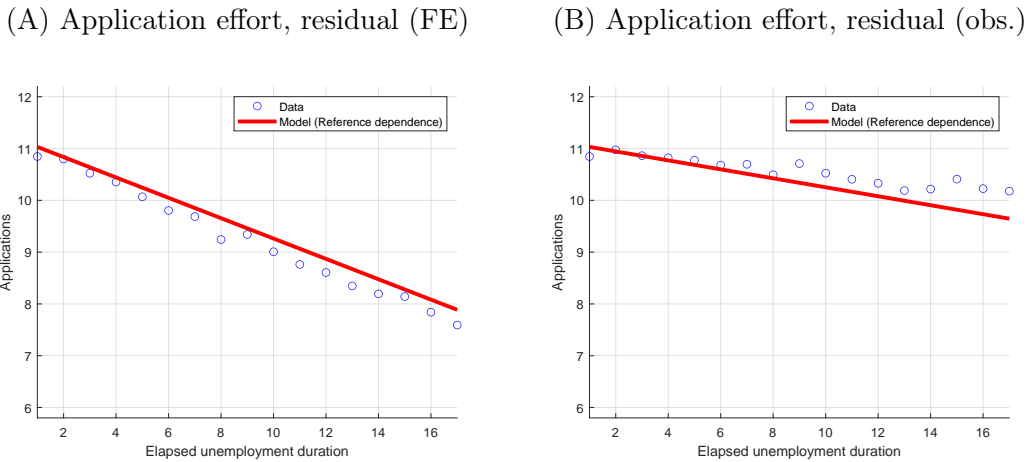 (A) Application effort, residual (FE)
12
11
10
9
8
7
6
Applications
Data
Model (Reference dependence)
2 4 6 8 10 12 14 16
Elapsed unemployment duration
(B) Application effort, residual (obs.)
12
11
10
9
8
7
6
Applications
Data
Model (Reference dependence)
2 4 6 8 10 12 14 16
Elapsed unemployment duration